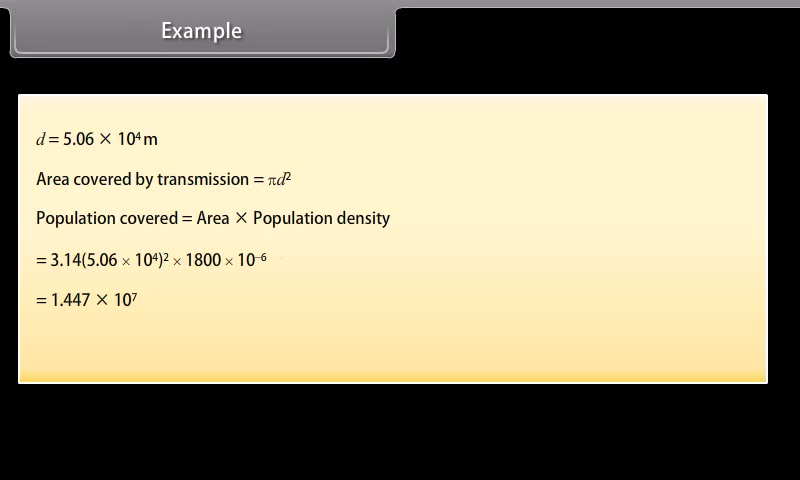 Example
d = 5.06 × 10⁴ m
Area covered by transmission = πd²
Population covered = Area × Population density
= 3.14(5.06 × 10⁴)² × 1800 × 10⁻⁶
= 1.447 × 10⁷